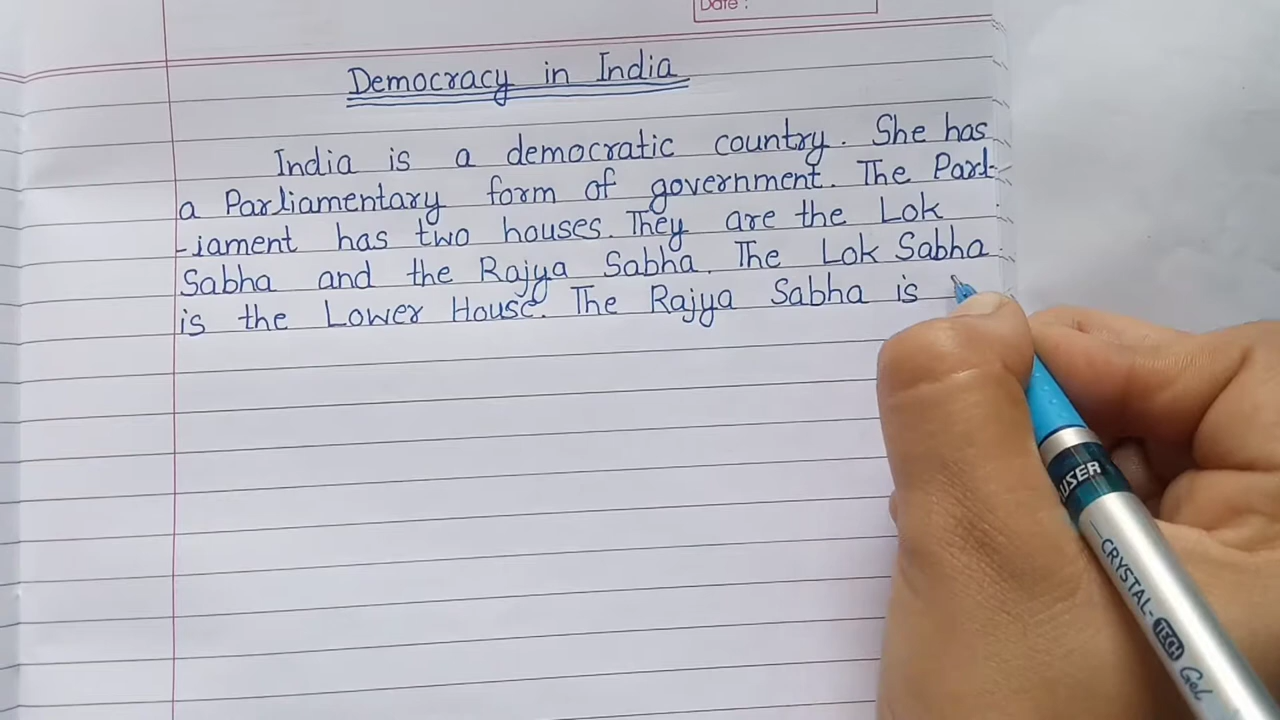 Date :
Democracy in India
India is a democratic country. She has
a Parliamentary form of government. The Parl-
-iament has two houses. They are the Lok
Sabha and the Rajya Sabha. The Lok Sabha
is the Lower House. The Rajya Sabha is
CRYSTAL-TECH Gel